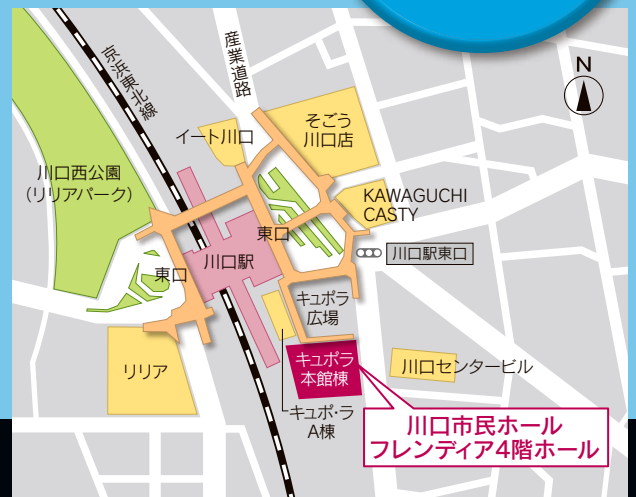 京浜東北線
産業道路
N
イート川口
そごう
川口店
川口西公園
(リリアパーク)
KAWAGUCHI
CASTY
東口
川口駅東口
川口駅
東口
キュポラ
広場
リリア
キュポラ
本館棟
川口センタービル
キュポ・ラ
A棟
川口市民ホール
フレンディア4階ホール